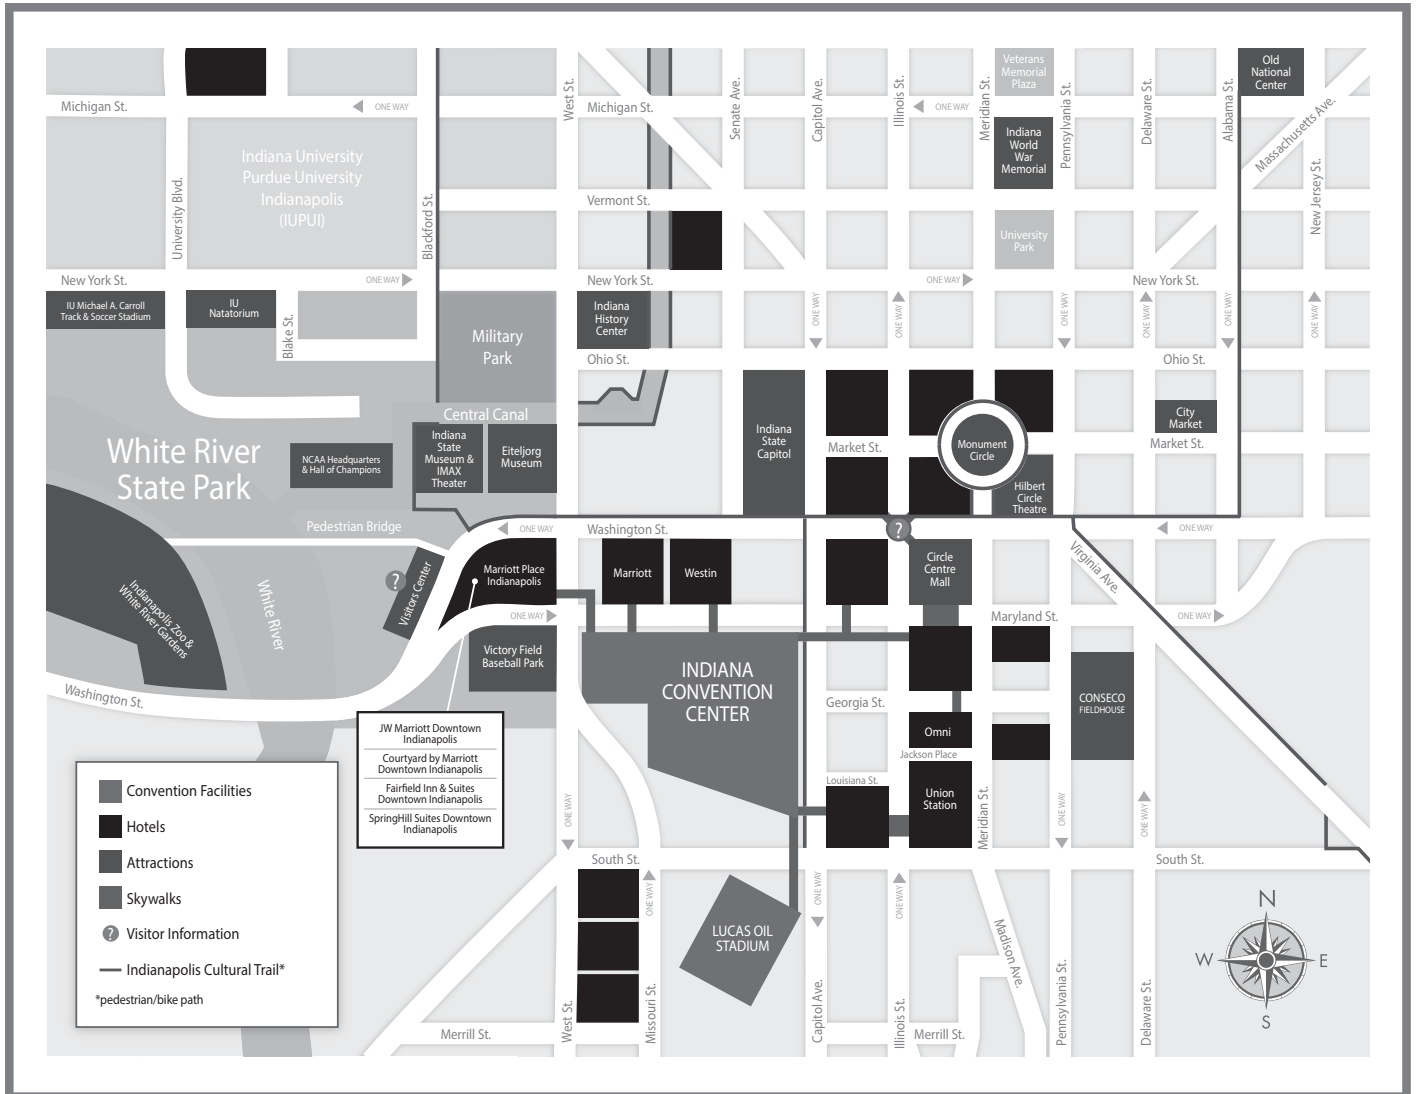 Veterans
Memorial
Plaza
Old
National
Center
Michigan St.
ONE WAY
West St.
Michigan St.
Senate Ave.
Capitol Ave.
Illinois St.
ONE WAY
Meridian St.
Pennsylvania St.
Delaware St.
Alabama St.
Massachusetts Ave.
Indiana
World
War
Memorial
Indiana University
Purdue University
Indianapolis
(IUPUI)
University Blvd.
Blackford St.
Vermont St.
New Jersey St.
University
Park
New York St.
ONE WAY
New York St.
ONE WAY
New York St.
IU Michael A. Carroll
Track & Soccer Stadium
IU
Natatorium
Blake St.
Military
Park
Indiana
History
Center
ONE WAY
ONE WAY
ONE WAY
ONE WAY
ONE WAY
ONE WAY
Ohio St.
Ohio St.
Central Canal
White River
State Park
NCAA Headquarters
& Hall of Champions
Indiana
State
Museum &
IMAX
Theater
Eiteljorg
Museum
Indiana
State
Capitol
Market St.
Monument
Circle
City
Market
Market St.
Hilbert
Circle
Theatre
Pedestrian Bridge
ONE WAY
Washington St.
?
ONE WAY
Indianapolis Zoo &
White River Gardens
White River
?
Visitors Center
Marriott Place
Indianapolis
Marriott
Westin
Circle
Centre
Mall
Virginia Ave.
ONE WAY
Maryland St.
ONE WAY
Victory Field
Baseball Park
INDIANA
CONVENTION
CENTER
Washington St.
Georgia St.
CONSECO
FIELDHOUSE
JW Marriott Downtown
Indianapolis
Courtyard by Marriott
Downtown Indianapolis
Fairfield Inn & Suites
Downtown Indianapolis
SpringHill Suites Downtown
Indianapolis
Omni
Jackson Place
Louisiana St.
Union
Station
Meridian St.
ONE WAY
ONE WAY
ONE WAY
Convention Facilities
Hotels
Attractions
Skywalks
? Visitor Information
Indianapolis Cultural Trail*
*pedestrian/bike path
South St.
South St.
ONE WAY
ONE WAY
ONE WAY
LUCAS OIL
STADIUM
Madison Ave.
West St.
Missouri St.
Capitol Ave.
Illinois St.
Pennsylvania St.
Delaware St.
Merrill St.
Merrill St.
N
W
E
S